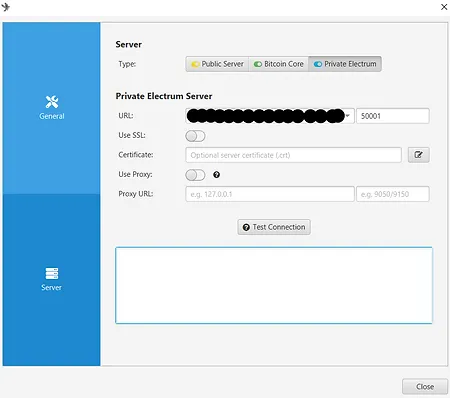 Server
Type: Public Server Bitcoin Core Private Electrum
General
Private Electrum Server
URL: 50001
Use SSL:
Certificate: Optional server certificate (.crt)
Use Proxy:
Proxy URL: e.g. 127.0.0.1 e.g. 9050/9150
Test Connection
Server
Close